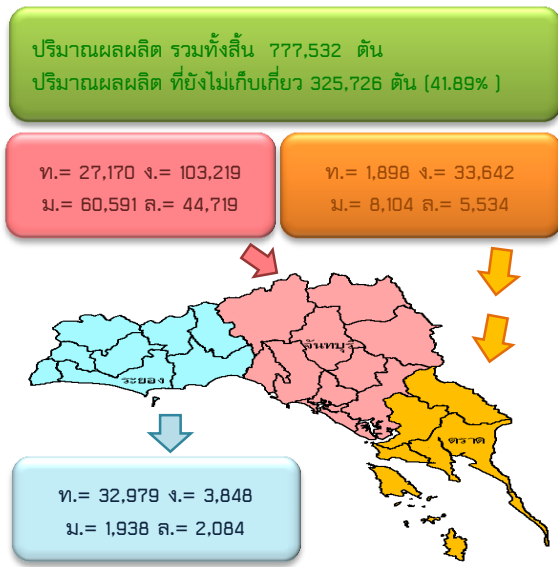 ปริมาณผลผลิต รวมทั้งสิ้น 777,532 ตัน
ปริมาณผลผลิต ที่ยังไม่เก็บเกี่ยว 325,726 ตัน (41.89% )
ท.= 27,170 ง.= 103,219
ม.= 60,591 ล.= 44,719
ท.= 1,898 ง.= 33,642
ม.= 8,104 ล.= 5,534
จันทบุรี
ระยอง
ตราด
ท.= 32,979 ง.= 3,848
ม.= 1,938 ล.= 2,084